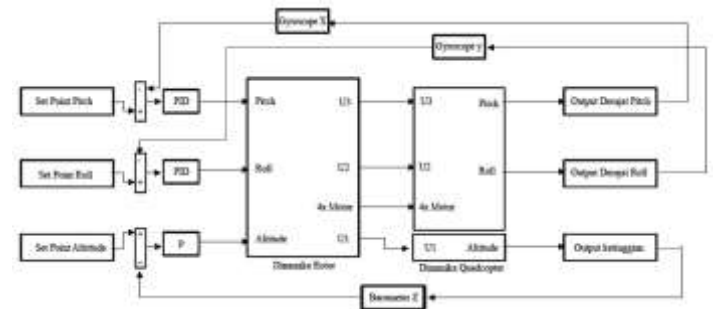 Gyroscope X
Gyroscope y
Set Point Pitch
PID
Pitch
U3
U3
Pitch
Output Derajat Pitch
Set Point Roll
PID
Roll
U2
U2
Roll
Output Derajat Roll
4x Motor
4x Motor
Set Point Altitude
P
Altitude
U1
U1
Altitude
Output ketinggian
Dinamika Rotor
Dinamika Quadcopter
Barometer Z